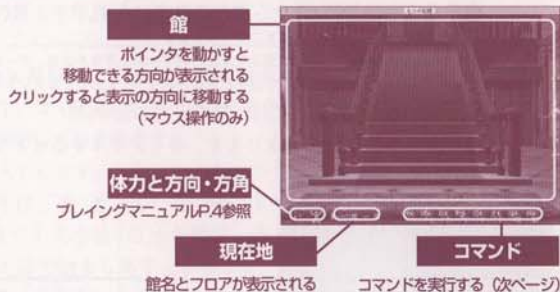 館
ポインタを動かすと
移動できる方向が表示される
クリックすると表示の方向に移動する
(マウス操作のみ)
体力と方向・方角
プレイングマニュアルP.4参照
現在地
館名とフロアが表示される
コマンド
コマンドを実行する(次ページ)